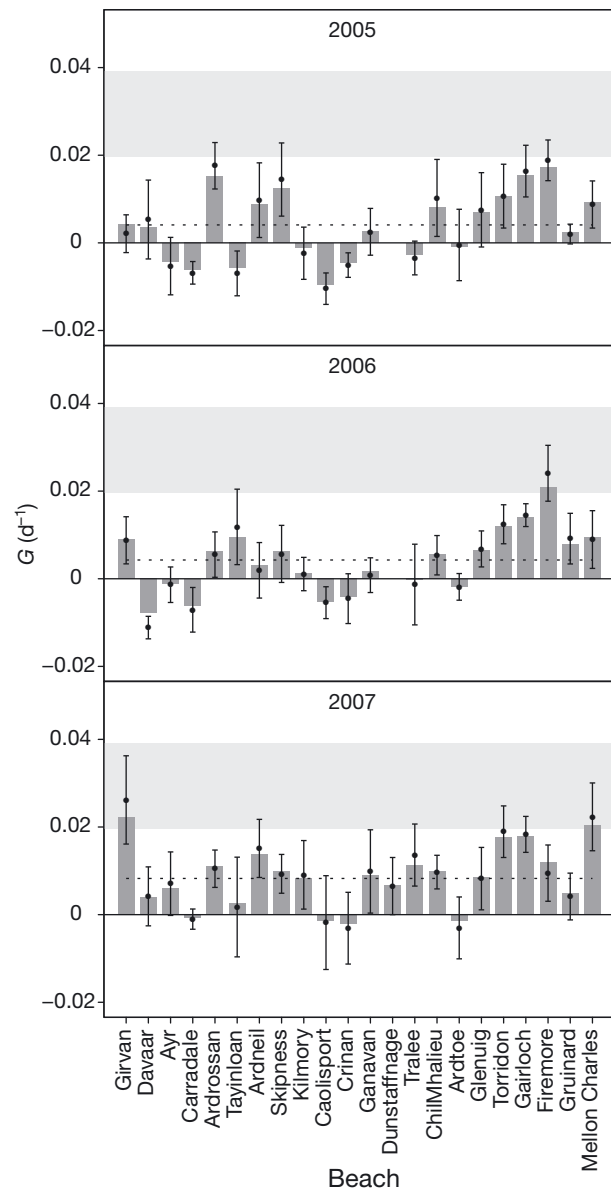 2005
0.04
0.02
0
−0.02
2006
0.04
0.02
0
−0.02
G (d⁻¹)
2007
0.04
0.02
0
−0.02
Girvan
Davaar
Ayr
Carradale
Ardrossan
Tayinloan
Ardneil
Skipness
Kilmory
Caolisport
Crinan
Ganavan
Dunstaffnage
Tralee
ChilMhalieu
Ardtoe
Glenuig
Torridon
Gairloch
Firemore
Gruinard
Mellon Charles
Beach